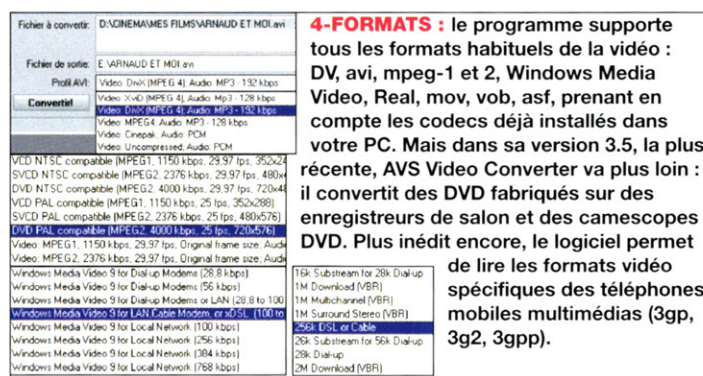 Fichier à convertir:
D:\CINEMA\MES FILMS\ARNAUD ET MOI.avi
Fichier de sortie:
E:\ARNAUD ET MOI.avi
Profil AVI:
Video: DivX (MPEG 4); Audio: MP3 - 192 kbps
Convertir!
Video: XviD (MPEG 4); Audio: Mp3 - 128 kbps
Video: DivX (MPEG 4); Audio: MP3 - 192 kbps
Video: MPEG4; Audio: MP3 - 128 kbps
Video: Cinepak; Audio: PCM
Video: Uncompressed; Audio: PCM
VCD NTSC compatible (MPEG1, 1150 kbps, 29,97 fps, 352x24
SVCD NTSC compatible (MPEG2, 2376 kbps, 29,97 fps, 480x
DVD NTSC compatible (MPEG2, 4000 kbps, 29,97 fps, 720x4
VCD PAL compatible (MPEG1, 1150 kbps, 25 fps, 352x288)
SVCD PAL compatible (MPEG2, 2376 kbps, 25 fps, 480x576)
DVD PAL compatible (MPEG2, 4000 kbps, 25 fps, 720x576)
Video: MPEG1, 1150 kbps, 29,97 fps, Original frame size; Audi
Video: MPEG2, 2376 kbps, 29,97 fps, Original frame size; Audi
Windows Media Video 9 for Dial-up Modems (28,8 kbps)
Windows Media Video 9 for Dial-up Modems (56 kbps)
Windows Media Video 9 for Dial-up Modems or LAN (28,8 to 100
Windows Media Video 9 for LAN,Cable Modem, or xDSL (100 to
Windows Media Video 9 for Local Network (100 kbps)
Windows Media Video 9 for Local Network (256 kbps)
Windows Media Video 9 for Local Network (384 kbps)
Windows Media Video 9 for Local Network (768 kbps)
16k Substream for 28k Dial-up
1M Download (VBR)
1M Multichannel (VBR)
1M Surround Stereo (VBR)
256k DSL or Cable
26k Substream for 56k Dial-up
28k Dial-up
2M Download (VBR)
4-FORMATS : le programme supporte
tous les formats habituels de la vidéo :
DV, avi, mpeg-1 et 2, Windows Media
Video, Real, mov, vob, asf, prenant en
compte les codecs déjà installés dans
votre PC. Mais dans sa version 3.5, la plus
récente, AVS Video Converter va plus loin :
il convertit des DVD fabriqués sur des
enregistreurs de salon et des camescopes
DVD. Plus inédit encore, le logiciel permet
de lire les formats vidéo
spécifiques des téléphones
mobiles multimédias (3gp,
3g2, 3gpp).